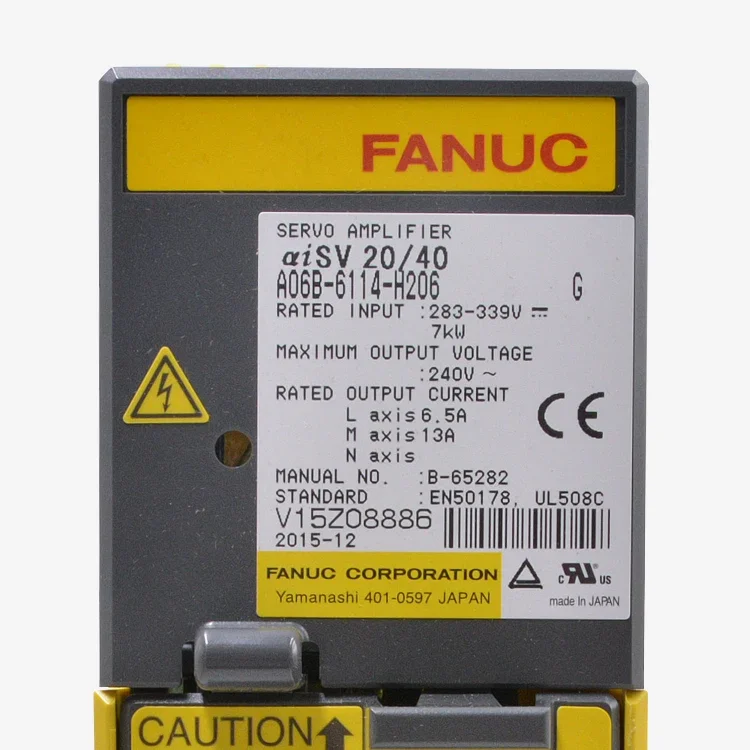 FANUC
SERVO AMPLIFIER
αiSV 20/40
A06B-6114-H206 G
RATED INPUT :283-339V ⎓
7kW
MAXIMUM OUTPUT VOLTAGE
:240V ~
RATED OUTPUT CURRENT
L axis 6.5A
M axis 13A
N axis
CE
MANUAL NO. :B-65282
STANDARD :EN50178, UL508C
V15Z08886
2015-12
FANUC CORPORATION
Yamanashi 401-0597 JAPAN
c RU US
made in JAPAN
CAUTION